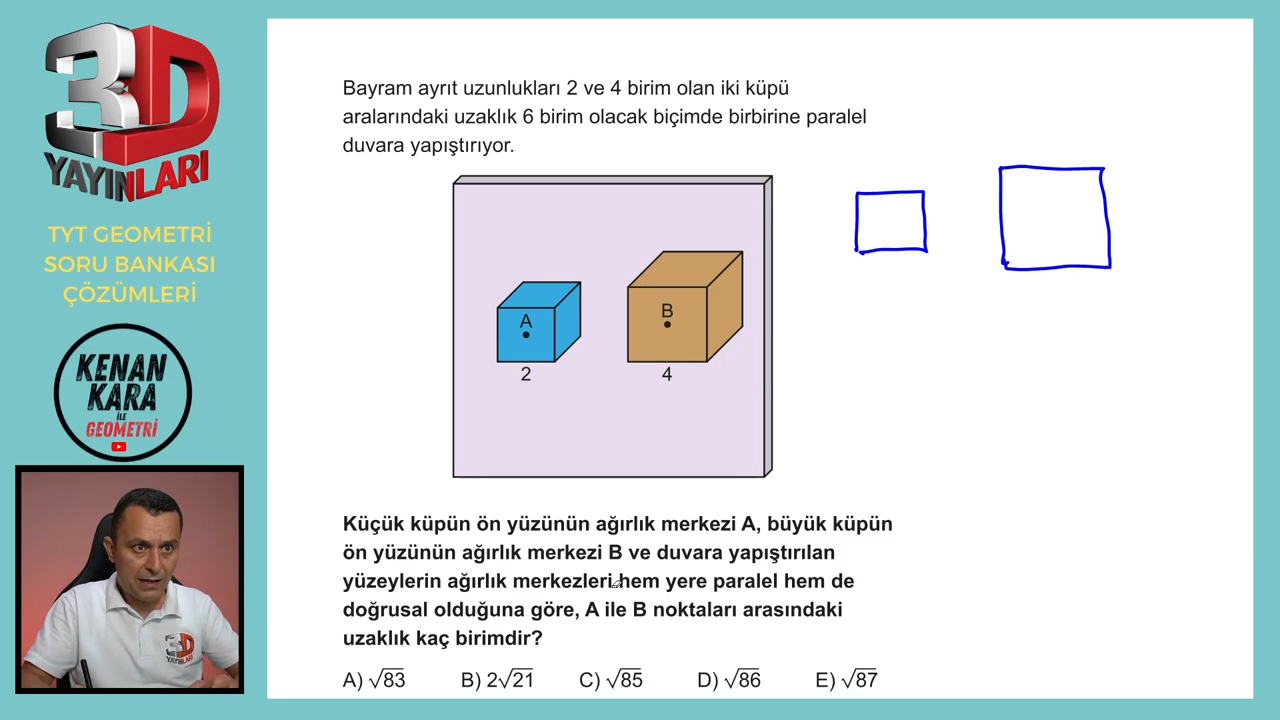 3D
YAYINLARI
TYT GEOMETRİ
SORU BANKASI
ÇÖZÜMLERİ
KENAN
KARA
İLE
GEOMETRİ
3D
YAYINLARI
Bayram ayrıt uzunlukları 2 ve 4 birim olan iki küpü
aralarındaki uzaklık 6 birim olacak biçimde birbirine paralel
duvara yapıştırıyor.
A
B
2
4
Küçük küpün ön yüzünün ağırlık merkezi A, büyük küpün
ön yüzünün ağırlık merkezi B ve duvara yapıştırılan
yüzeylerin ağırlık merkezleri hem yere paralel hem de
doğrusal olduğuna göre, A ile B noktaları arasındaki
uzaklık kaç birimdir?
A) √83 B) 2√21 C) √85 D) √86 E) √87